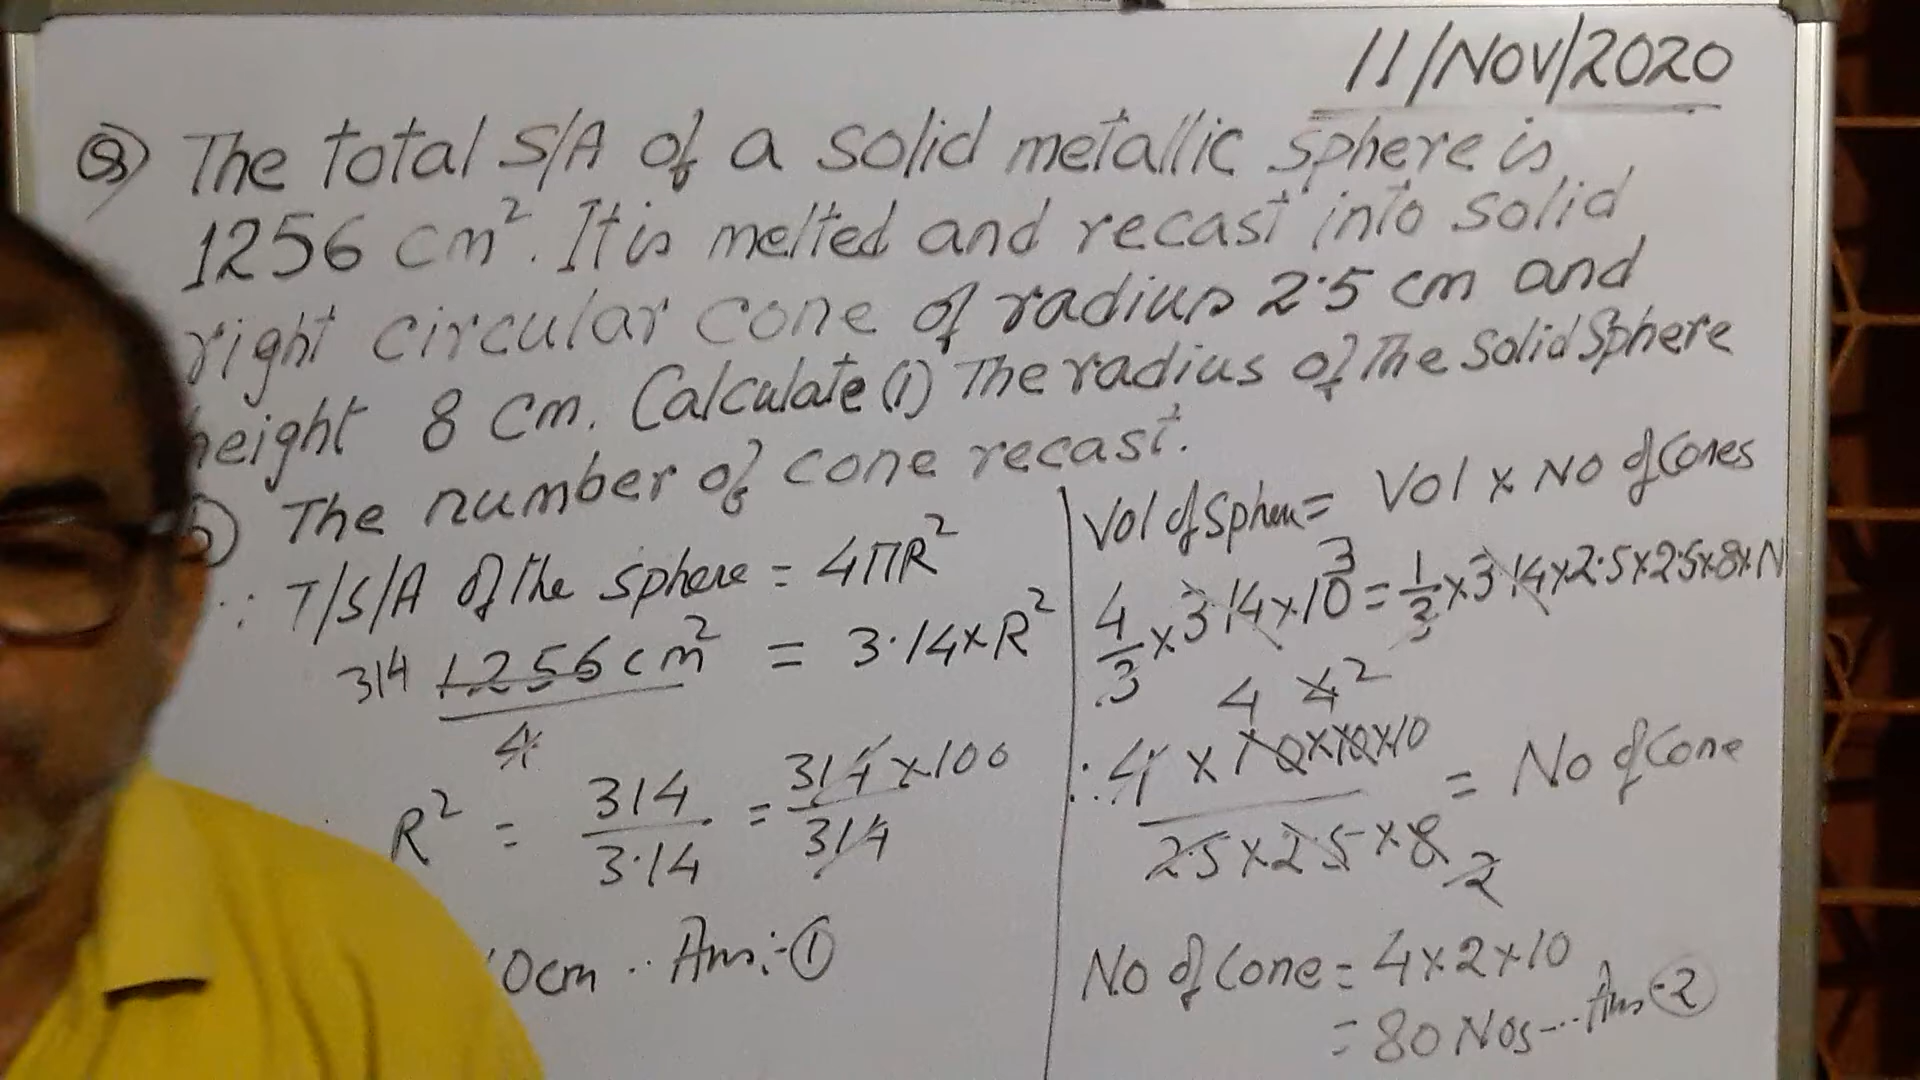 11/NOV/2020
Q) The total S/A of a solid metallic sphere is
1256 cm². It is melted and recast into solid
right circular cone of radius 2.5 cm and
height 8 cm. Calculate (1) The radius of the solid sphere
b) The number of cone recast.
∴ T/S/A of the sphere = 4πR²
314 1256 cm² / 4 = 3.14 x R²
R² = 314 / 3.14 = 314 x 100 / 314
0cm .. Ans:- ①
Vol of Sphere = Vol x No of Cones
4/3 x 3 14 x 10³ = 1/3 x 3 14 x 2.5 x 2.5 x 8 x N
4 4 2
∴ 4 x 10 x 10 x 10 / 2.5 x 2.5 x 8 2 = No of Cone
No of Cone = 4 x 2 x 10
= 80 Nos --- Ans - ②